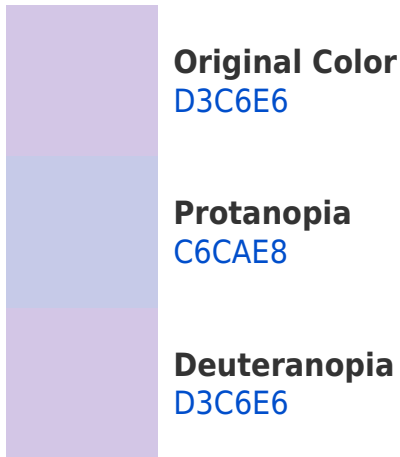 Original Color
D3C6E6
Protanopia
C6CAE8
Deuteranopia
D3C6E6